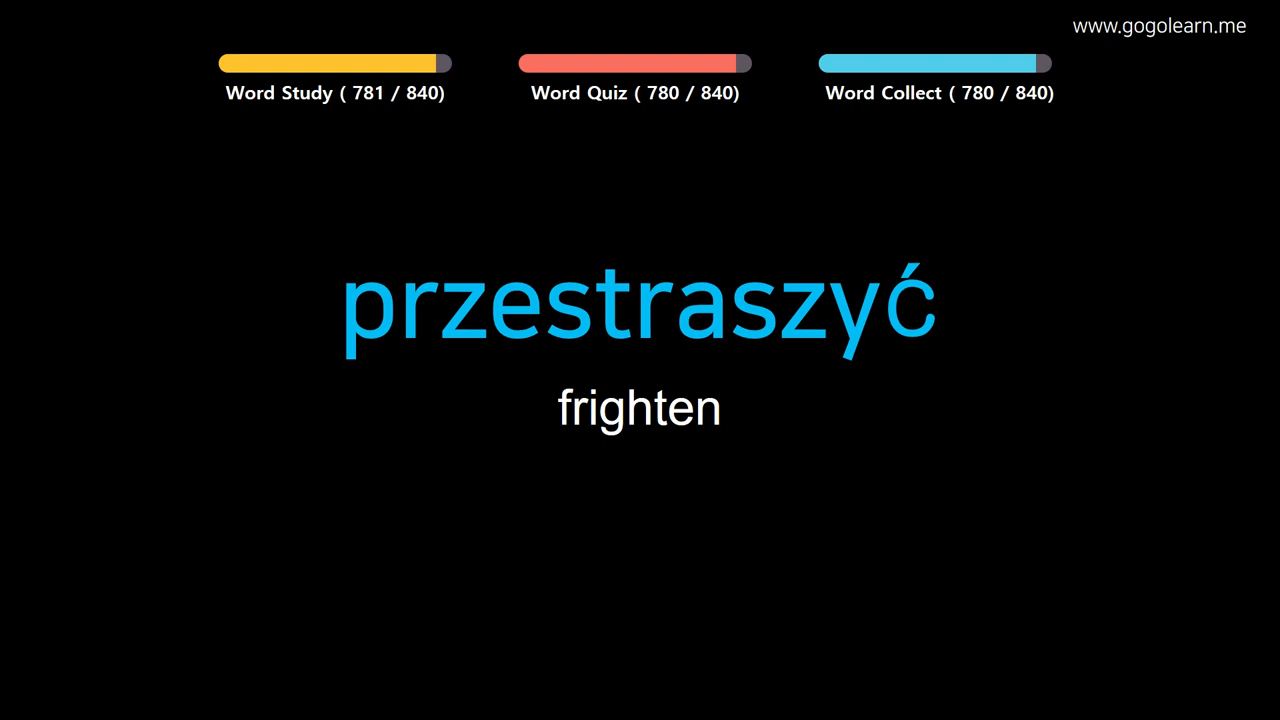 www.gogolearn.me
Word Study ( 781 / 840)
Word Quiz ( 780 / 840)
Word Collect ( 780 / 840)
przestraszyć
frighten